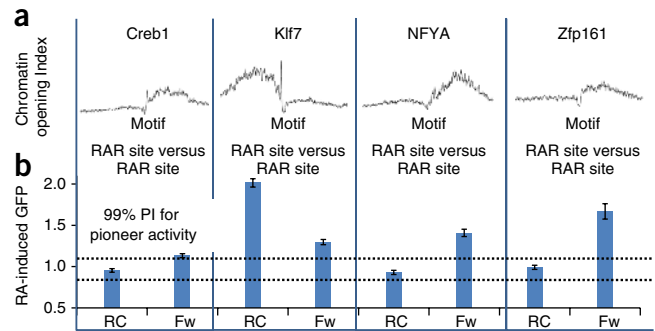 a
Creb1 Klf7 NFYA Zfp161
Chromatin
opening Index
Motif Motif Motif Motif
b
RAR site versus RAR site versus RAR site versus RAR site versus
RAR site RAR site RAR site RAR site
RA-induced GFP
2.0
1.5
1.0
0.5
99% PI for
pioneer activity
RC Fw RC Fw RC Fw RC Fw